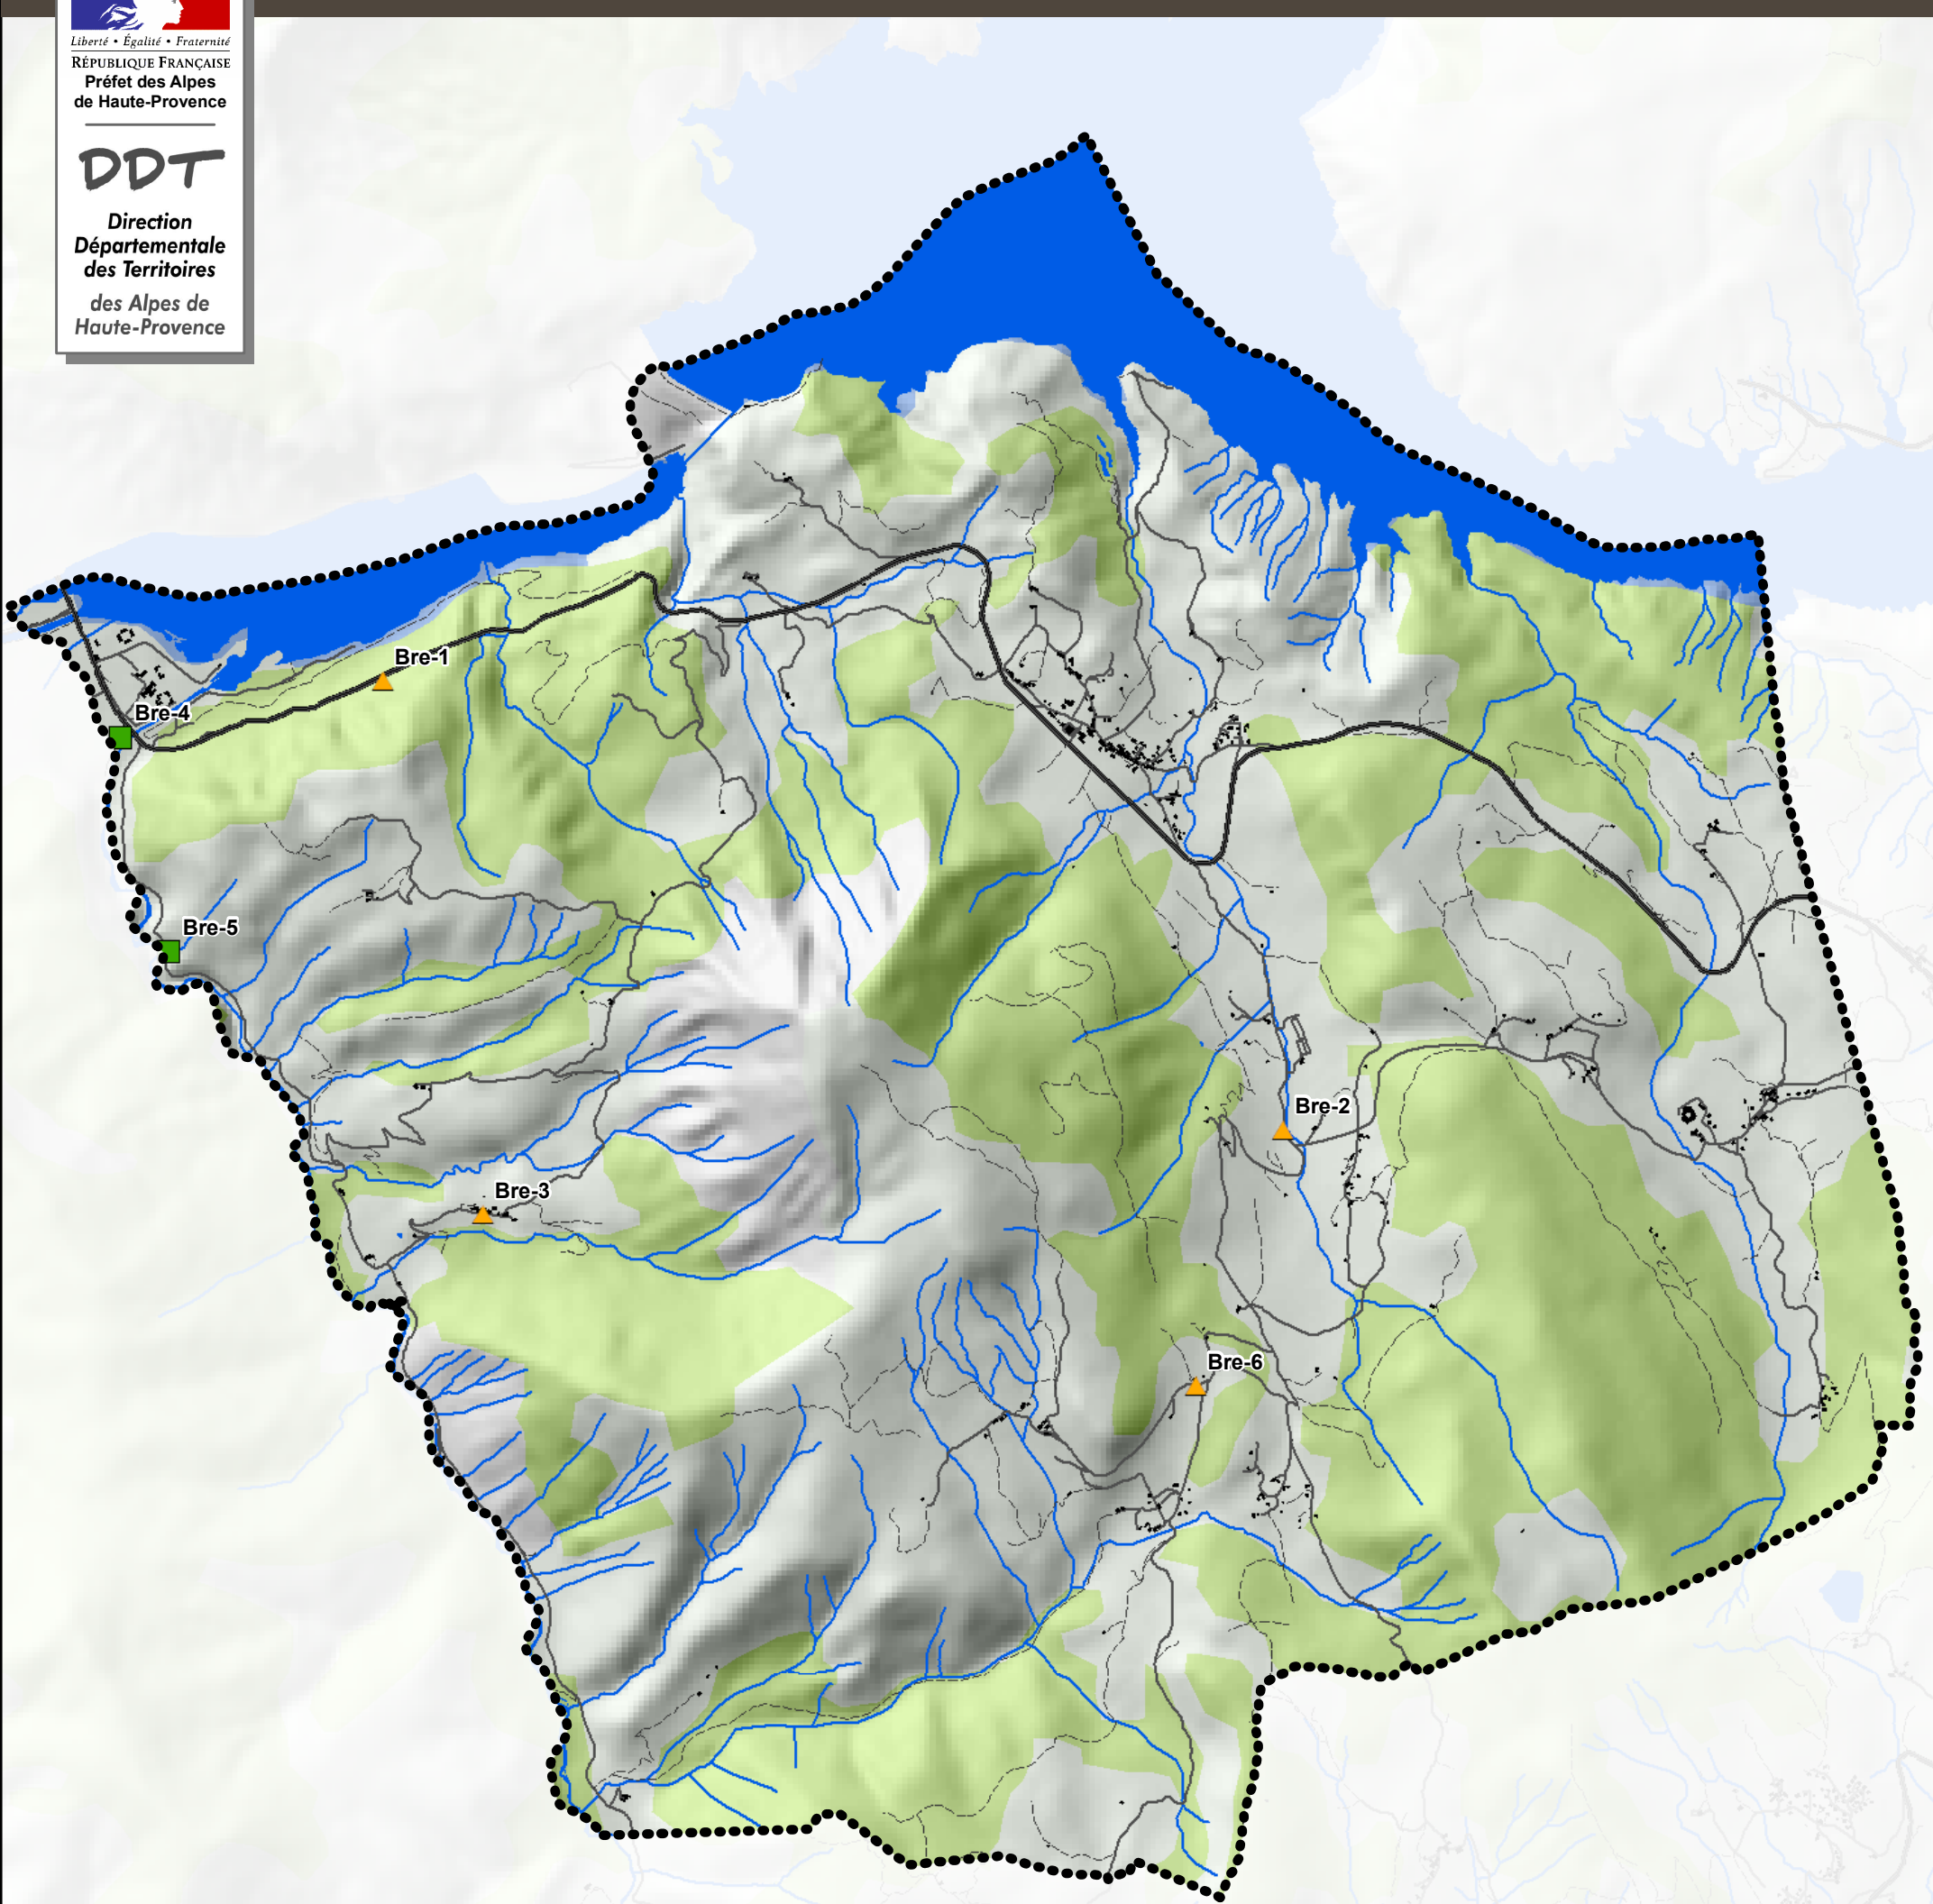 Liberté • Égalité • Fraternité
RÉPUBLIQUE FRANÇAISE
Préfet des Alpes
de Haute-Provence
DDT
Direction
Départementale
des Territoires
des Alpes de
Haute-Provence
Bre-1
Bre-4
Bre-5
Bre-2
Bre-3
Bre-6